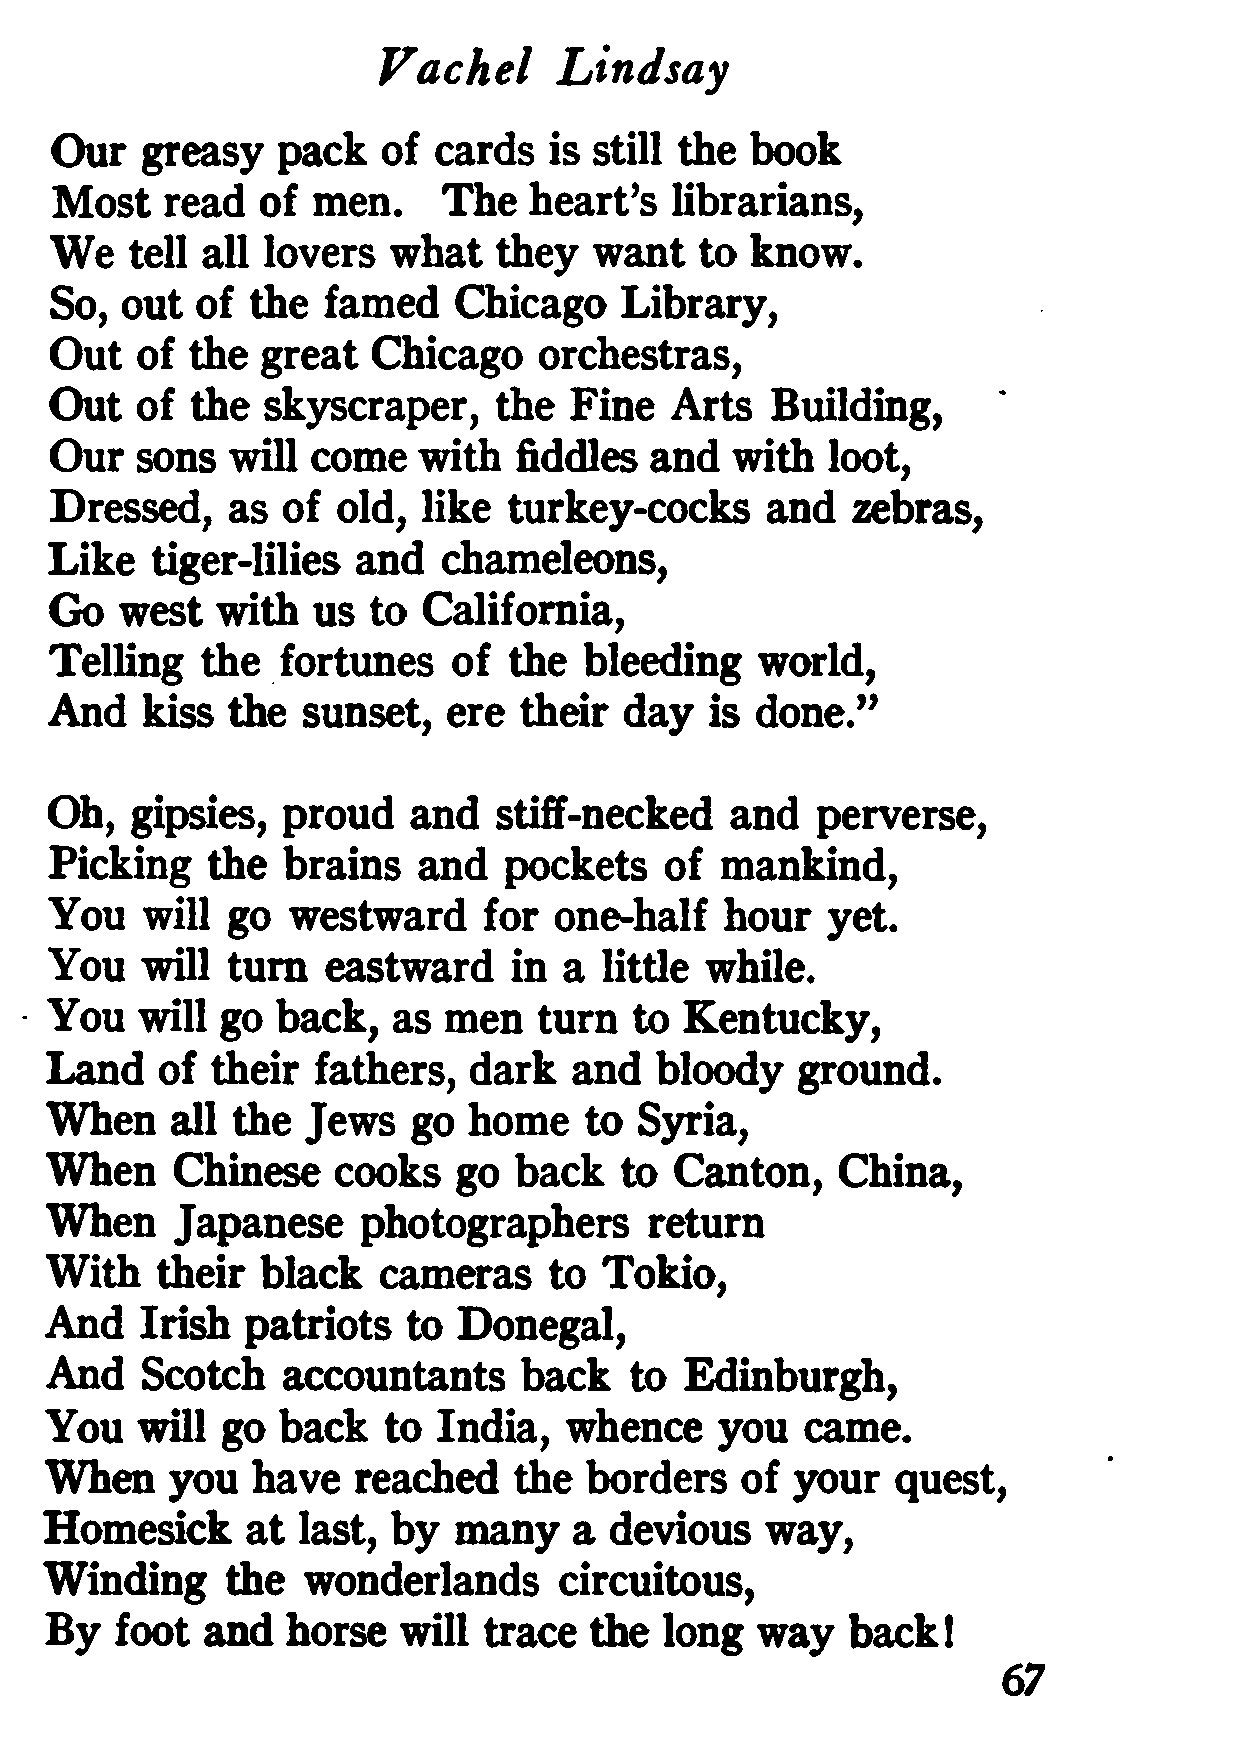 Vachel Lindsay
Our greasy pack of cards is still the book
Most read of men. The heart's librarians,
We tell all lovers what they want to know.
So, out of the famed Chicago Library,
Out of the great Chicago orchestras,
Out of the skyscraper, the Fine Arts Building,
Our sons will come with fiddles and with loot,
Dressed, as of old, like turkey-cocks and zebras,
Like tiger-lilies and chameleons,
Go west with us to California,
Telling the fortunes of the bleeding world,
And kiss the sunset, ere their day is done."
Oh, gipsies, proud and stiff-necked and perverse,
Picking the brains and pockets of mankind,
You will go westward for one-half hour yet.
You will turn eastward in a little while.
You will go back, as men turn to Kentucky,
Land of their fathers, dark and bloody ground.
When all the Jews go home to Syria,
When Chinese cooks go back to Canton, China,
When Japanese photographers return
With their black cameras to Tokio,
And Irish patriots to Donegal,
And Scotch accountants back to Edinburgh,
You will go back to India, whence you came.
When you have reached the borders of your quest,
Homesick at last, by many a devious way,
Winding the wonderlands circuitous,
By foot and horse will trace the long way back!
67